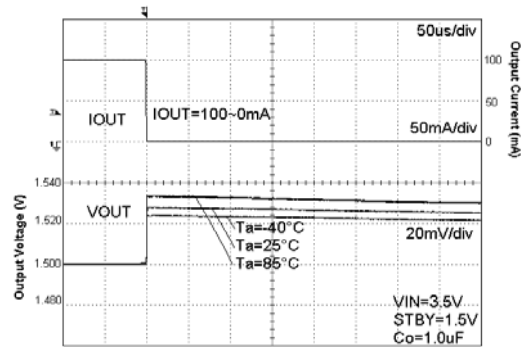 50us/div
Output Current (mA)
100
50
0
IOUT
IOUT=100~0mA
50mA/div
Output Voltage (V)
1.540
1.520
1.500
1.480
VOUT
Ta=-40°C
Ta=25°C
Ta=85°C
20mV/div
VIN=3.5V
STBY=1.5V
Co=1.0uF